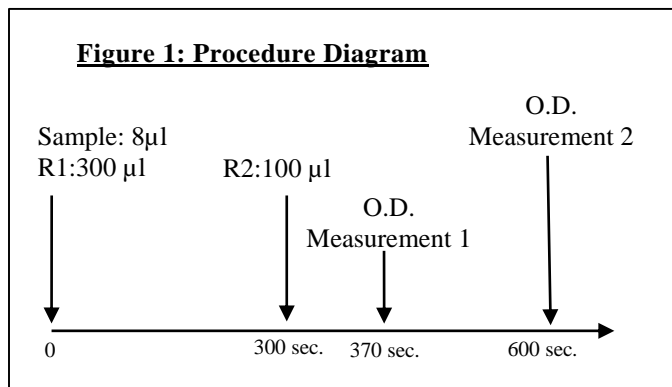 Figure 1: Procedure Diagram
Sample: 8µl
R1:300 µl
R2:100 µl
O.D.
Measurement 1
O.D.
Measurement 2
0
300 sec.
370 sec.
600 sec.